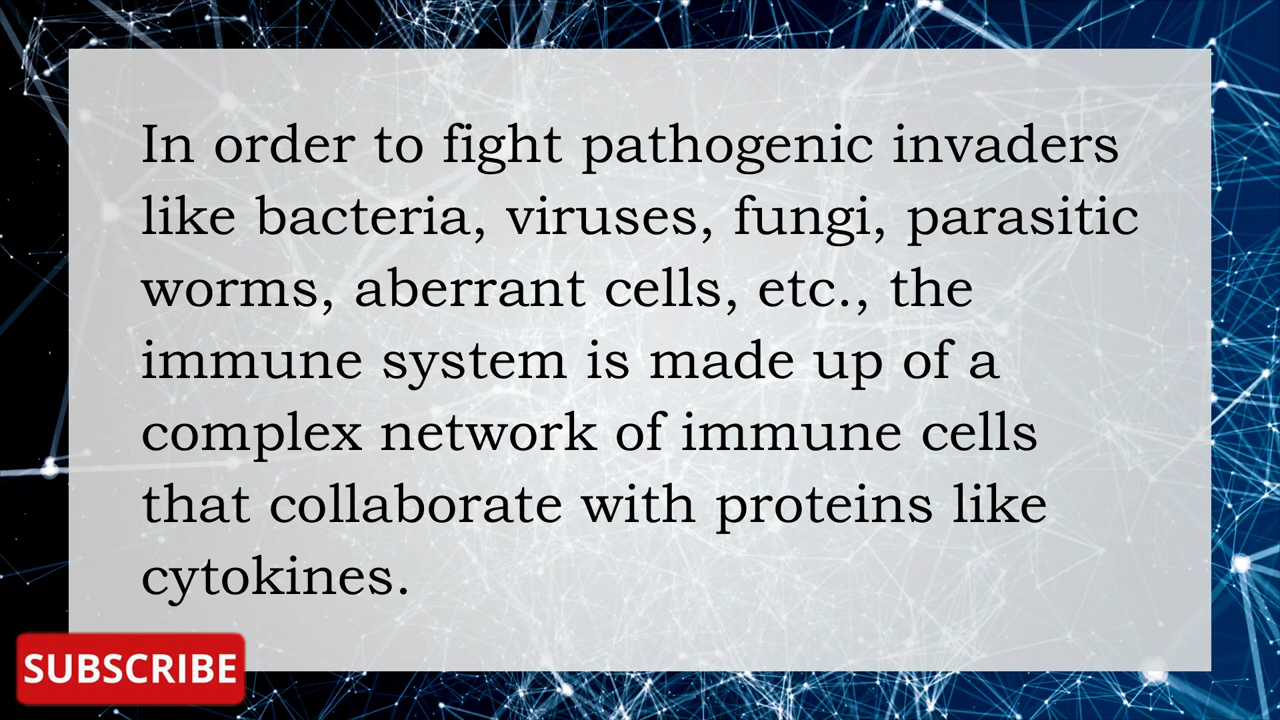 In order to fight pathogenic invaders
like bacteria, viruses, fungi, parasitic
worms, aberrant cells, etc., the
immune system is made up of a
complex network of immune cells
that collaborate with proteins like
cytokines.
SUBSCRIBE